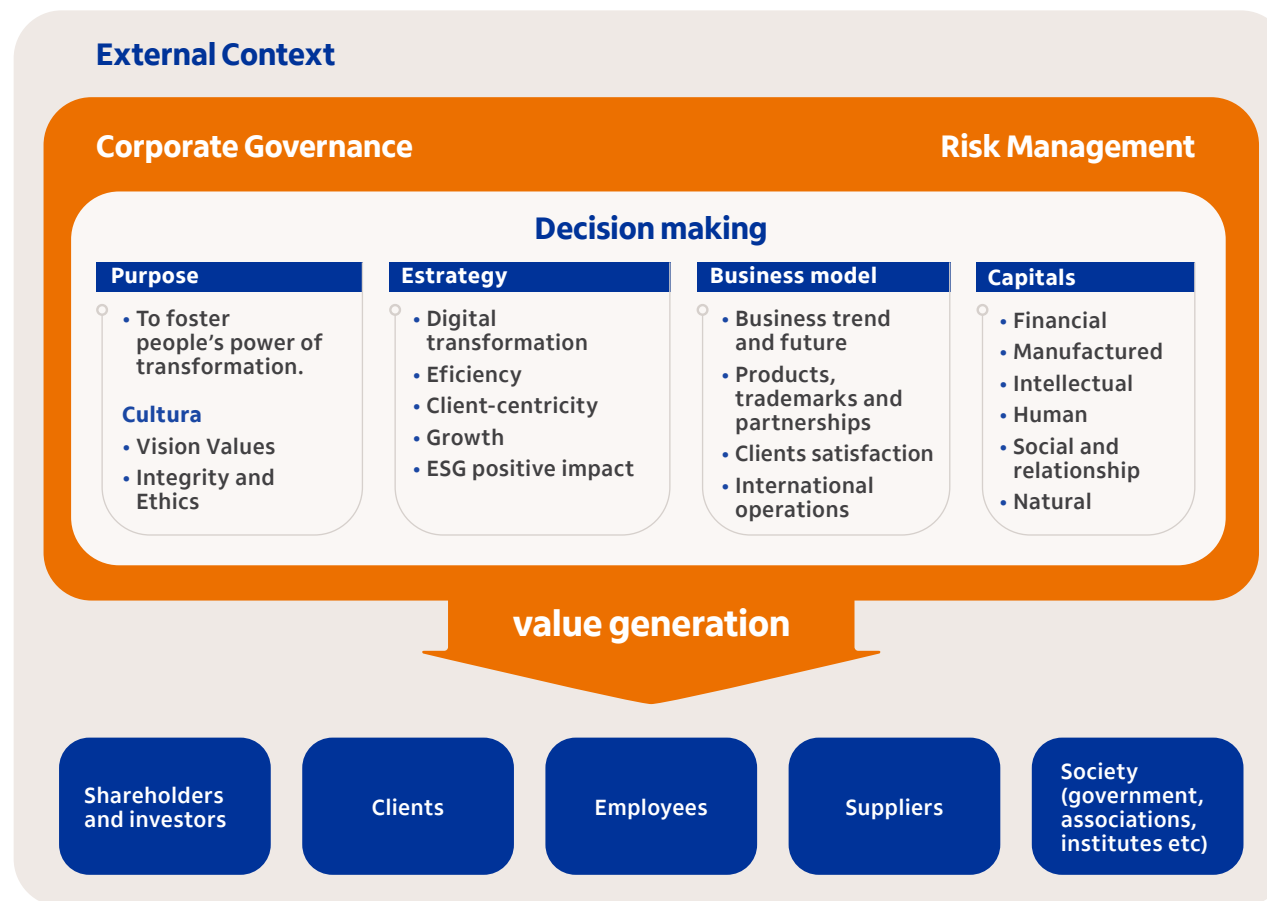 External Context
Corporate Governance
Risk Management
Decision making
Purpose
• To foster
people's power of
transformation.
Cultura
• Vision Values
• Integrity and
Ethics
Estrategy
• Digital
transformation
• Eficiency
• Client-centricity
• Growth
• ESG positive impact
Business model
• Business trend
and future
• Products,
trademarks and
partnerships
• Clients satisfaction
• International
operations
Capitals
• Financial
• Manufactured
• Intellectual
• Human
• Social and
relationship
• Natural
value generation
Shareholders
and investors
Clients
Employees
Suppliers
Society
(government,
associations,
institutes etc)